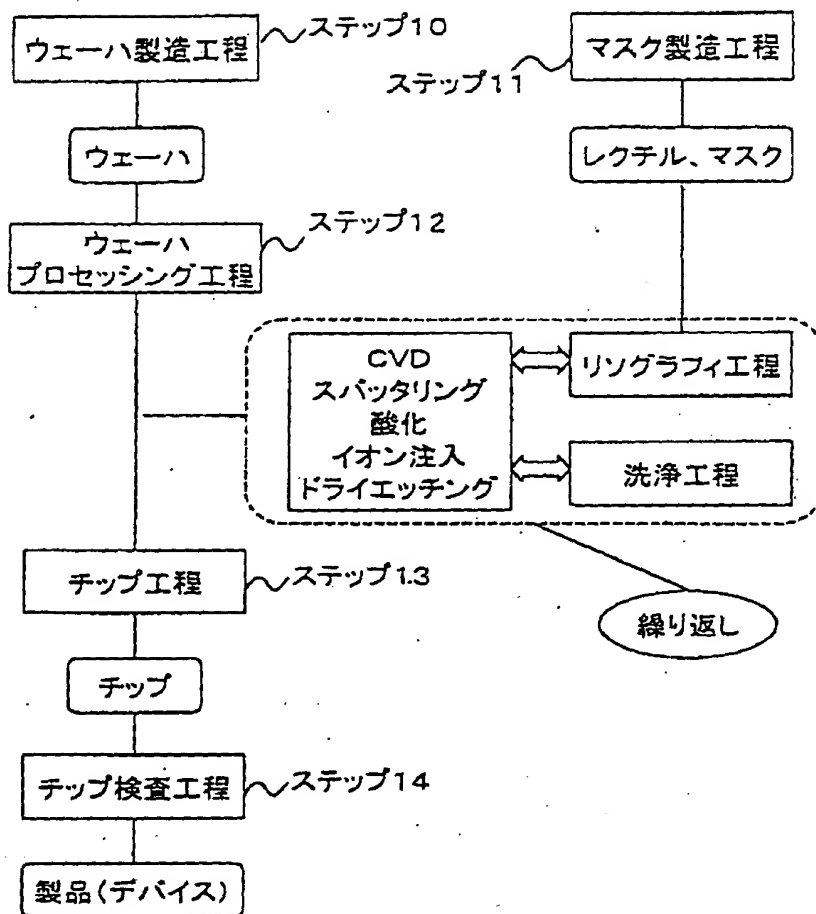 ウェーハ製造工程
ステップ10
マスク製造工程
ステップ11
ウェーハ
レクチル、マスク
ウェーハ
プロセッシング工程
ステップ12
CVD
スパッタリング
酸化
イオン注入
ドライエッチング
リソグラフィ工程
洗浄工程
チップ工程
ステップ13
繰り返し
チップ
チップ検査工程
ステップ14
製品(デバイス)